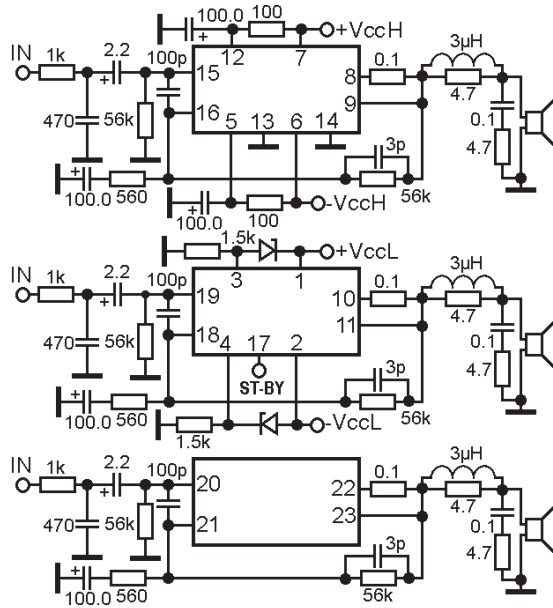 100.0 100 +VccH
IN 1k 2.2 100p 12 7 0.1 3µH
15 8
16 9 4.7
470 56k 5 13 6 14 0.1
3p 4.7
100.0 560 100.0 100 -VccH 56k
1.5k +VccL
IN 1k 2.2 100p 3 1 0.1 3µH
19 10
18 11 4.7
470 56k 4 17 2 0.1
ST-BY 3p 4.7
100.0 560 1.5k -VccL 56k
IN 1k 2.2 100p 0.1 3µH
20 22
21 23 4.7
470 56k 0.1
3p 4.7
100.0 560 56k